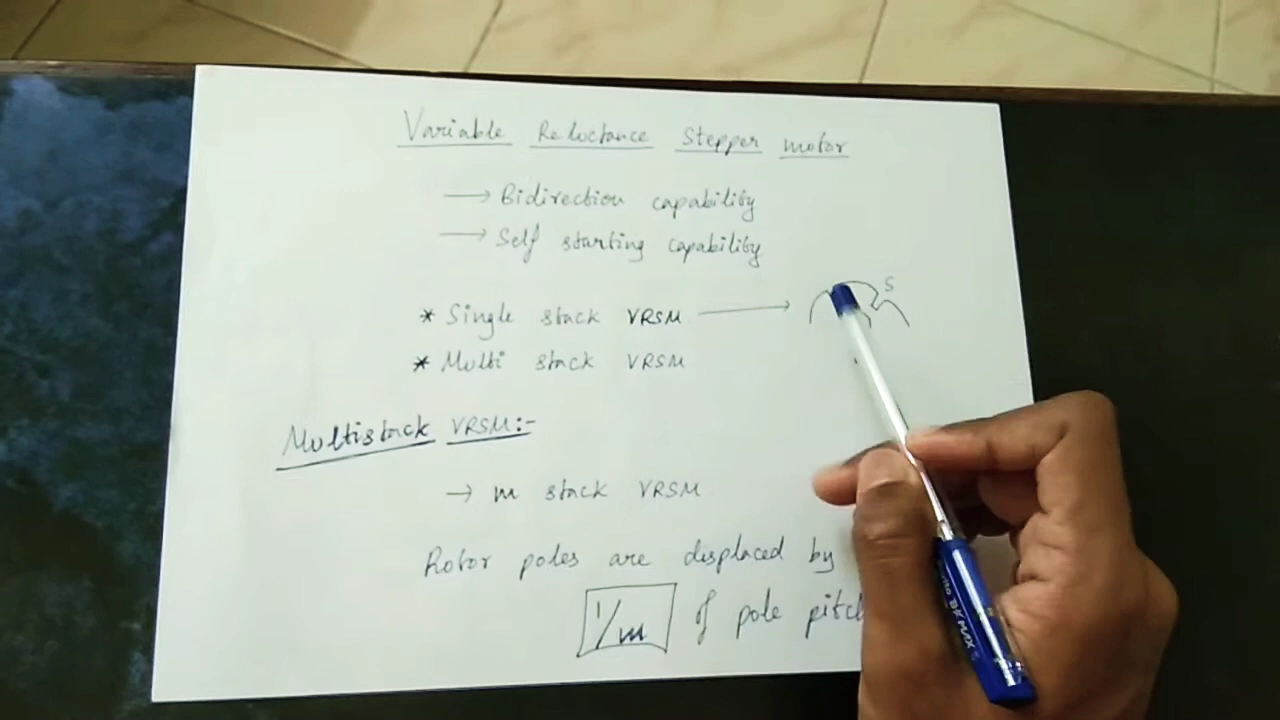 Variable Reluctance Stepper motor
→ Bidirection capability
→ Self starting capability
* Single stack VRSM → S
* Multi stack VRSM
Multistack VRSM:-
→ m stack VRSM
Rotor poles are displaced by
1/m of pole pitch